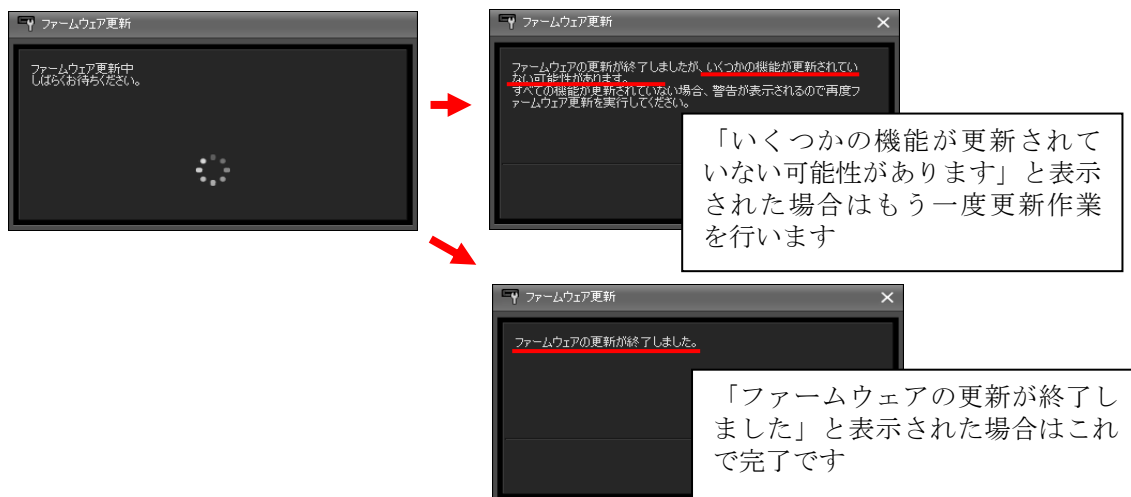 ファームウェア更新
ファームウェア更新中
しばらくお待ちください。
ファームウェア更新
ファームウェアの更新が終了しましたが、いくつかの機能が更新されてい
ない可能性があります。
すべての機能が更新されていない場合、警告が表示されるので再度フ
ァームウェア更新を実行してください。
「いくつかの機能が更新されて
いない可能性があります」と表示
された場合はもう一度更新作業
を行います
ファームウェア更新
ファームウェアの更新が終了しました。
「ファームウェアの更新が終了し
ました」と表示された場合はこれ
で完了です